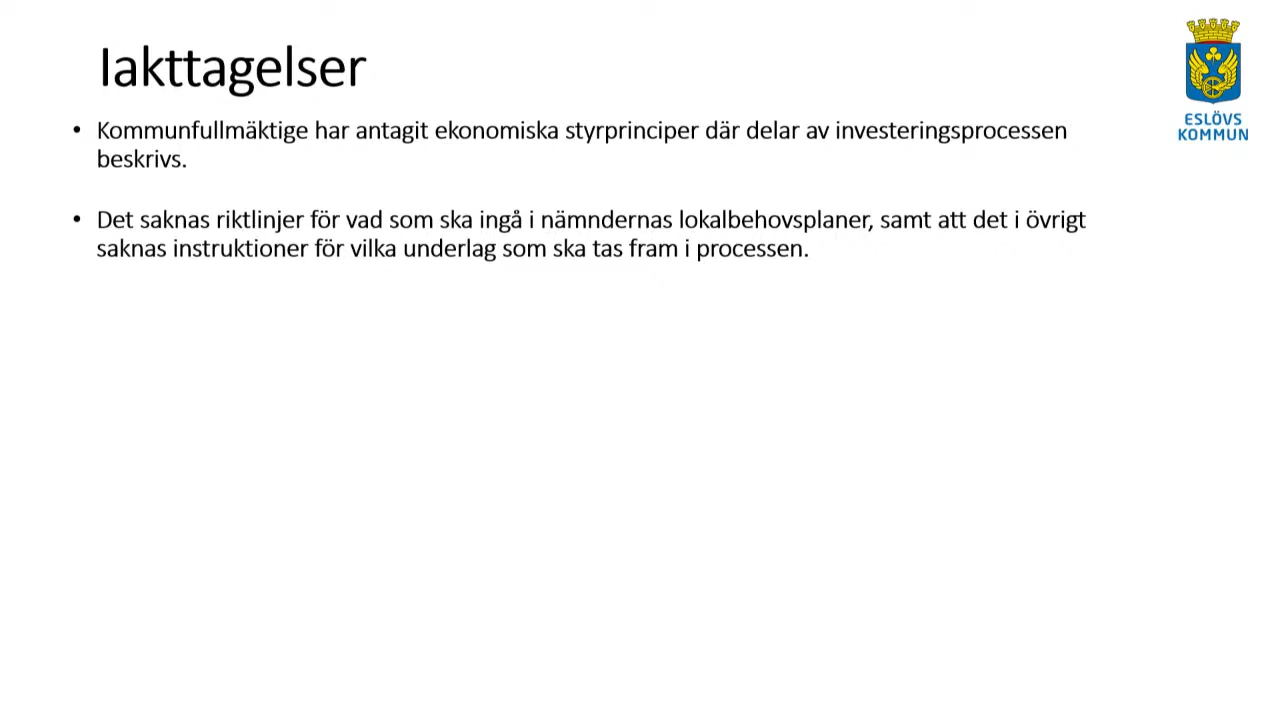 Iakttagelser
• Kommunfullmäktige har antagit ekonomiska styrprinciper där delar av investeringsprocessen
beskrivs.
• Det saknas riktlinjer för vad som ska ingå i nämndernas lokalbehovsplaner, samt att det i övrigt
saknas instruktioner för vilka underlag som ska tas fram i processen.
ESLÖVS
KOMMUN